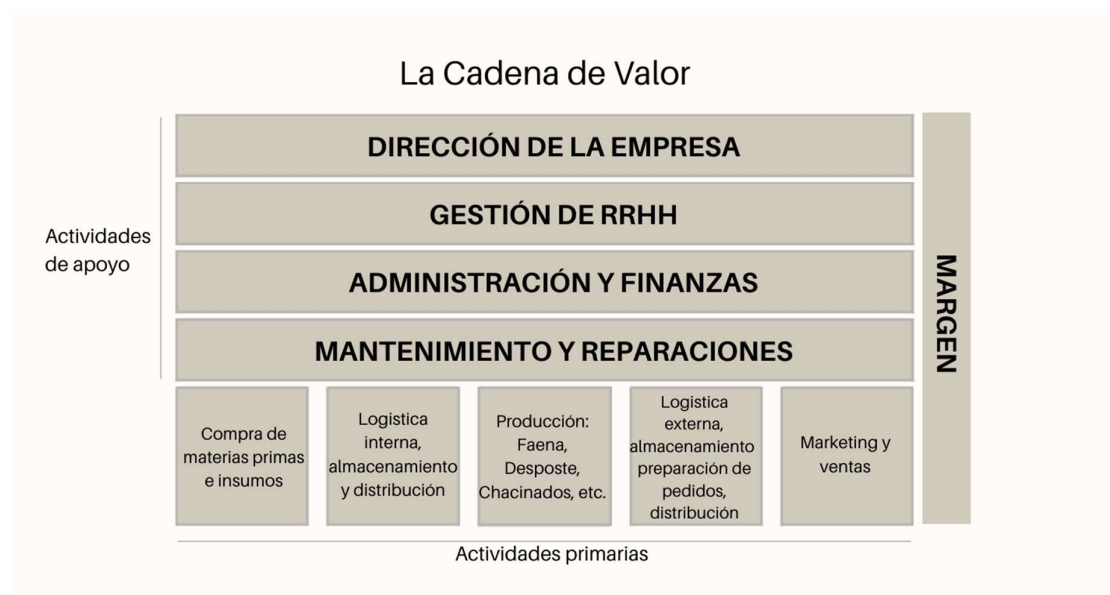 La Cadena de Valor
DIRECCIÓN DE LA EMPRESA
GESTIÓN DE RRHH
Actividades
de apoyo
ADMINISTRACIÓN Y FINANZAS
MANTENIMIENTO Y REPARACIONES
MARGEN
Compra de
materias primas
e insumos
Logistica
interna,
almacenamiento
y distribución
Producción:
Faena,
Desposte,
Chacinados, etc.
Logistica
externa,
almacenamiento
preparación de
pedidos,
distribución
Marketing y
ventas
Actividades primarias